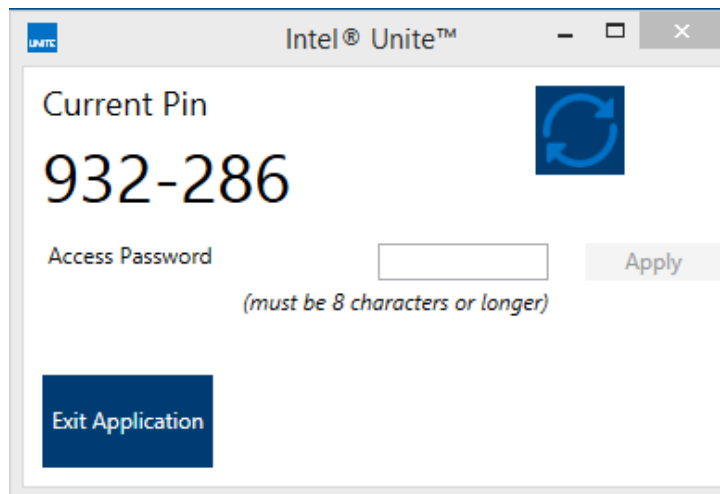 UNITE
Intel® Unite™
Current Pin
932-286
Access Password
Apply
(must be 8 characters or longer)
Exit Application